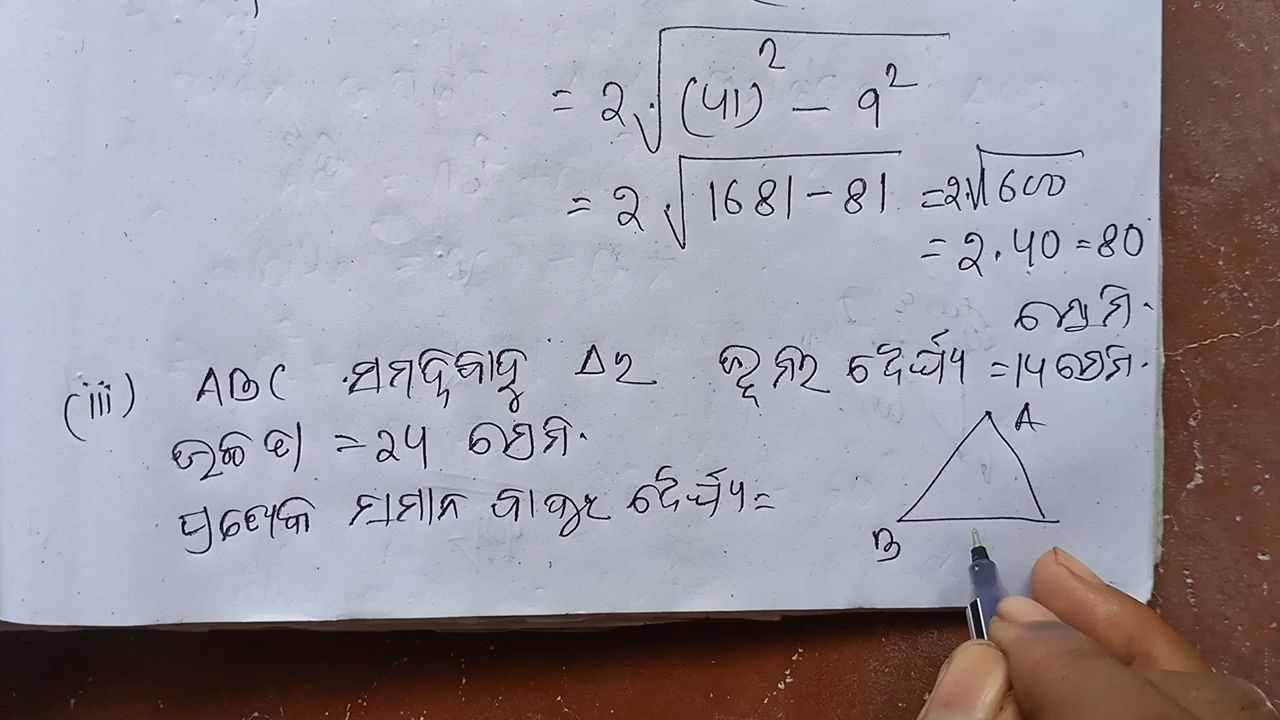 = 2√(41)² − 9²
= 2√1681 − 81 = 2.√1600
= 2 . 40 = 80
ସେମି.
(iii) ABC ସମଦ୍ବିବାହୁ Δର ଭୂମିର ଦୈର୍ଘ୍ୟ = 14 ସେମି.
ଉଚ୍ଚତା = 24 ସେମି.
ପ୍ରତ୍ୟେକ ସମାନ ବାହୁର ଦୈର୍ଘ୍ୟ =
A
B